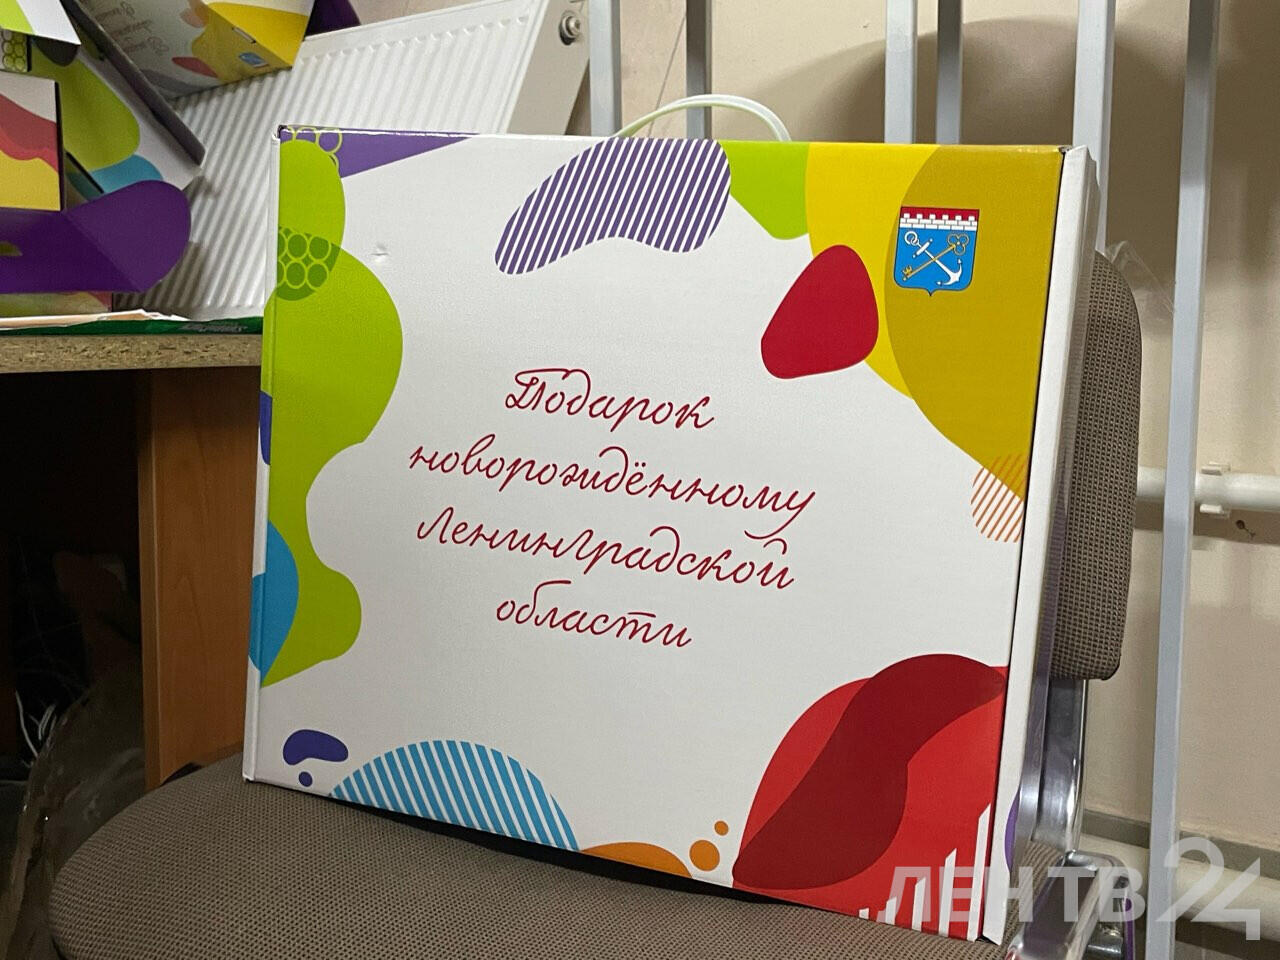 Подарок
новорождённому
Ленинградской
области
ЛЕНТВ24